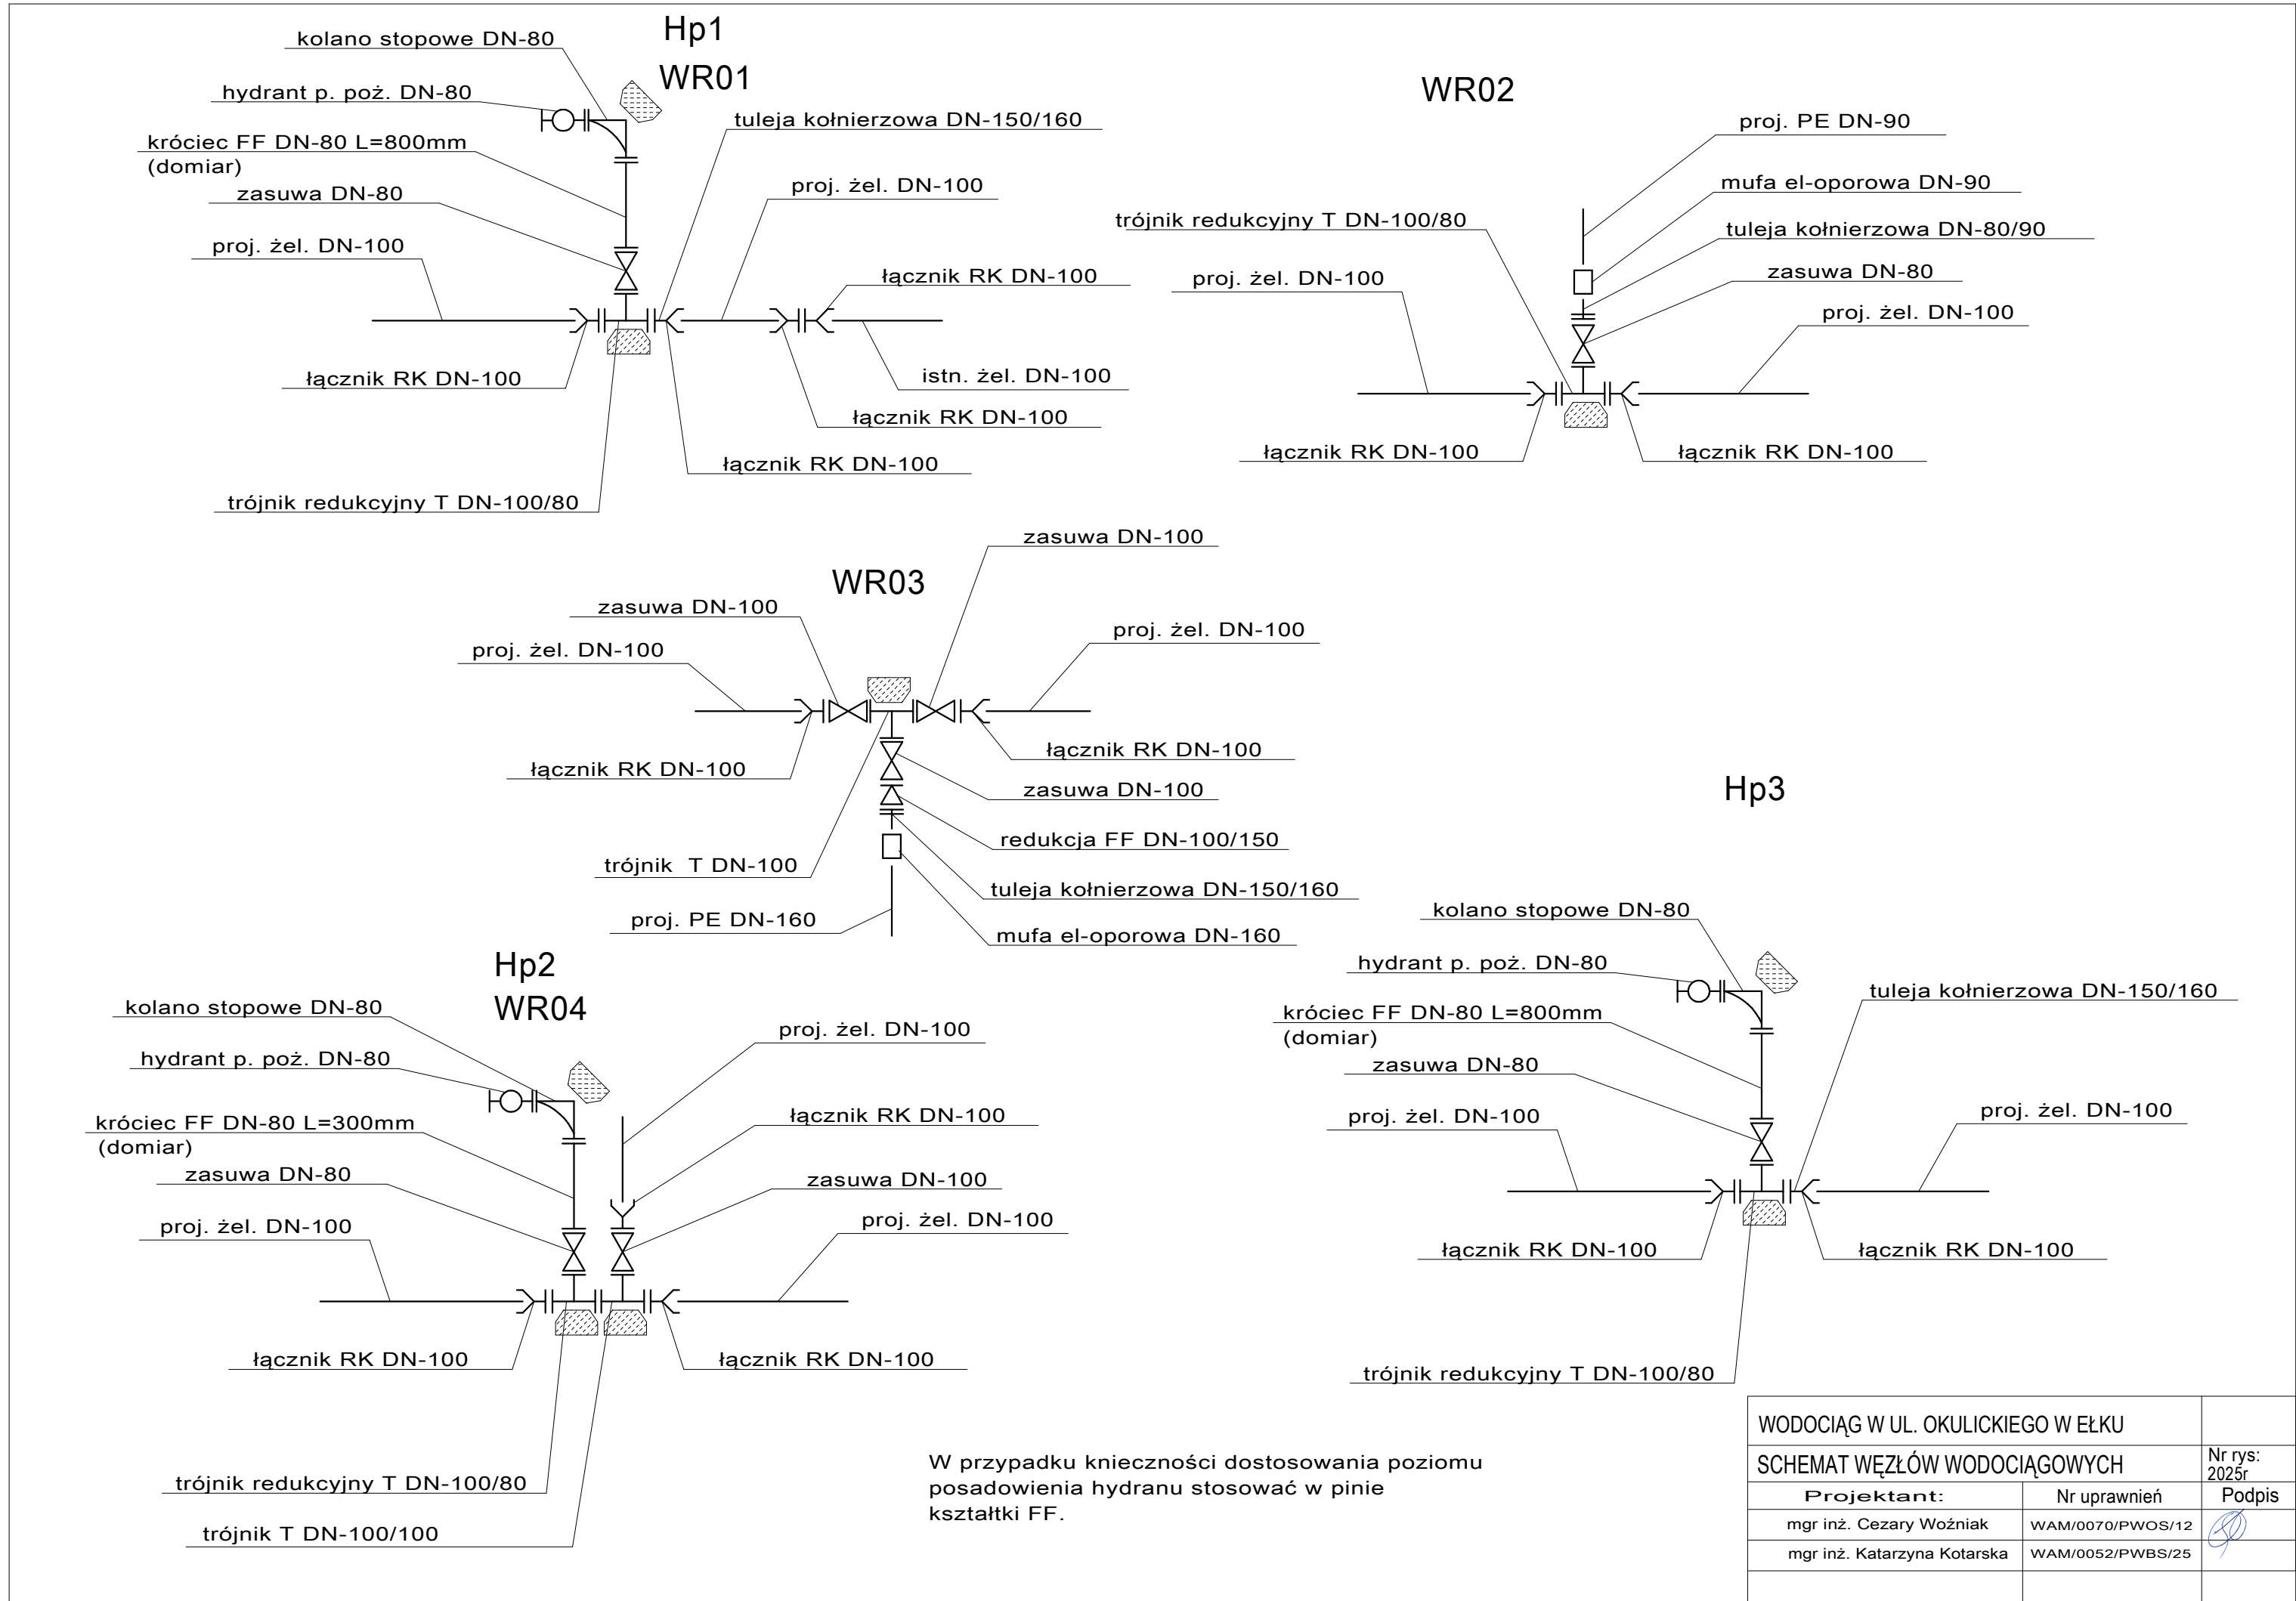 Hp1
WR01
kolano stopowe DN-80
hydrant p. poż. DN-80
króciec FF DN-80 L=800mm
(domiar)
zasuwa DN-80
proj. żel. DN-100
tuleja kołnierzowa DN-150/160
proj. żel. DN-100
łącznik RK DN-100
łącznik RK DN-100
istn. żel. DN-100
łącznik RK DN-100
łącznik RK DN-100
trójnik redukcyjny T DN-100/80
WR02
proj. PE DN-90
mufa el-oporowa DN-90
trójnik redukcyjny T DN-100/80
tuleja kołnierzowa DN-80/90
proj. żel. DN-100
zasuwa DN-80
proj. żel. DN-100
łącznik RK DN-100
łącznik RK DN-100
WR03
zasuwa DN-100
zasuwa DN-100
proj. żel. DN-100
proj. żel. DN-100
łącznik RK DN-100
łącznik RK DN-100
zasuwa DN-100
redukcja FF DN-100/150
trójnik T DN-100
tuleja kołnierzowa DN-150/160
proj. PE DN-160
mufa el-oporowa DN-160
Hp2
WR04
kolano stopowe DN-80
proj. żel. DN-100
hydrant p. poż. DN-80
króciec FF DN-80 L=300mm
(domiar)
łącznik RK DN-100
zasuwa DN-80
zasuwa DN-100
proj. żel. DN-100
proj. żel. DN-100
łącznik RK DN-100
łącznik RK DN-100
trójnik redukcyjny T DN-100/80
trójnik T DN-100/100
Hp3
kolano stopowe DN-80
hydrant p. poż. DN-80
tuleja kołnierzowa DN-150/160
króciec FF DN-80 L=800mm
(domiar)
zasuwa DN-80
proj. żel. DN-100
proj. żel. DN-100
łącznik RK DN-100
łącznik RK DN-100
trójnik redukcyjny T DN-100/80
W przypadku knieczności dostosowania poziomu
posadowienia hydranu stosować w pinie
kształtki FF.
WODOCIĄG W UL. OKULICKIEGO W EŁKU
SCHEMAT WĘZŁÓW WODOCIĄGOWYCH
Nr rys:
2025r
Projektant: Nr uprawnień Podpis
mgr inż. Cezary Woźniak WAM/0070/PWOS/12
mgr inż. Katarzyna Kotarska WAM/0052/PWBS/25